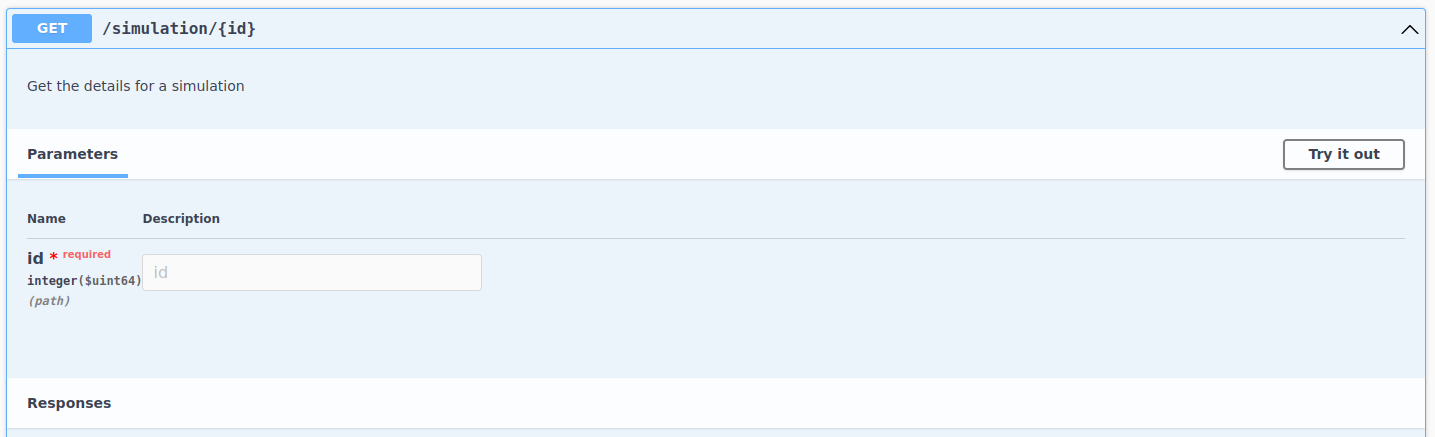 GET /simulation/{id}
Get the details for a simulation
Parameters Try it out
Name Description
id * required
integer($uint64) id
(path)
Responses